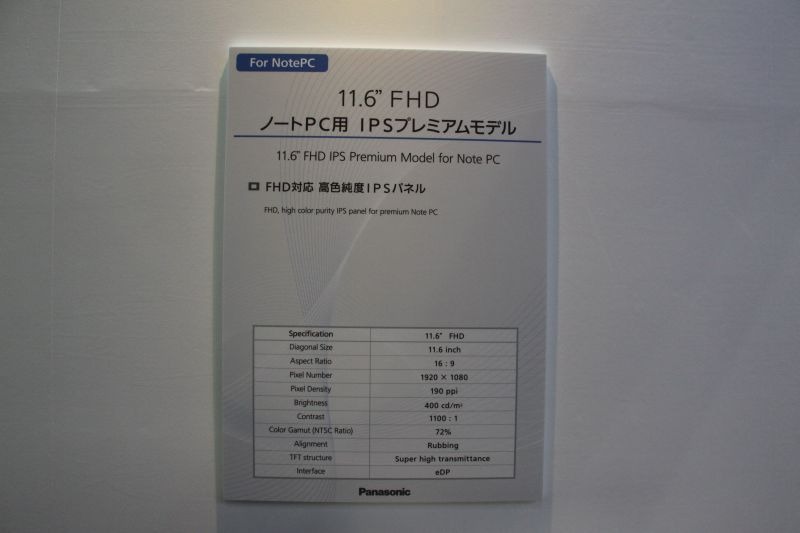 For NotePC
11.6” FHD
ノートPC用 IPSプレミアムモデル
11.6” FHD IPS Premium Model for Note PC
FHD対応 高色純度IPSパネル
FHD, high color purity IPS panel for premium Note PC
Specification 11.6” FHD
Diagonal Size 11.6 inch
Aspect Ratio 16 : 9
Pixel Number 1920 × 1080
Pixel Density 190 ppi
Brightness 400 cd/m²
Contrast 1100 : 1
Color Gamut (NTSC Ratio) 72%
Alignment Rubbing
TFT structure Super high transmittance
Interface eDP
Panasonic